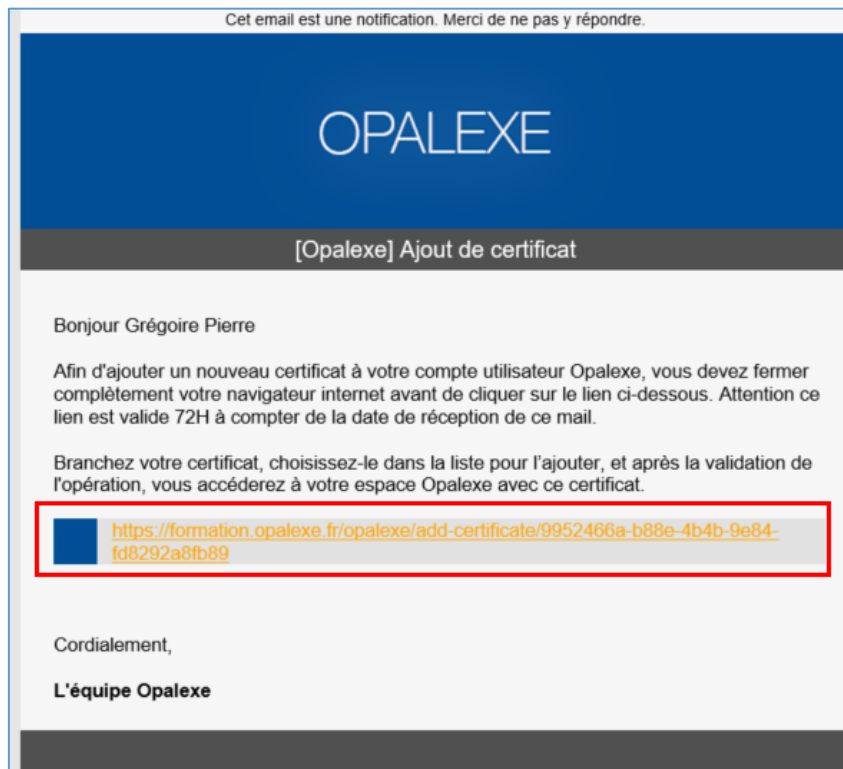 Cet email est une notification. Merci de ne pas y répondre.
OPALEXE
[Opalexe] Ajout de certificat
Bonjour Grégoire Pierre
Afin d'ajouter un nouveau certificat à votre compte utilisateur Opalexe, vous devez fermer
complètement votre navigateur internet avant de cliquer sur le lien ci-dessous. Attention ce
lien est valide 72H à compter de la date de réception de ce mail.
Branchez votre certificat, choisissez-le dans la liste pour l'ajouter, et après la validation de
l'opération, vous accéderez à votre espace Opalexe avec ce certificat.
https://formation.opalexe.fr/opalexe/add-certificate/9952466a-b88e-4b4b-9e84-
fd8292a8fb89
Cordialement,
L'équipe Opalexe